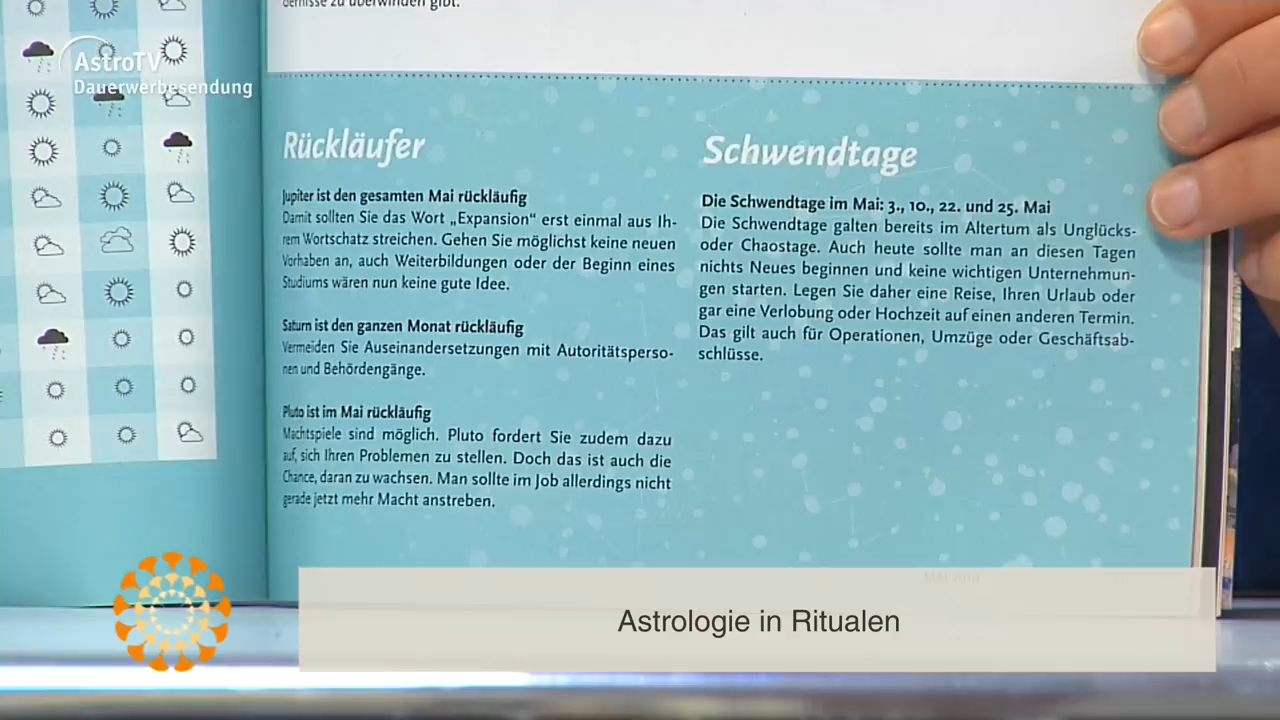 dernisse zu überwinden gibt.
AstroTV
Dauerwerbesendung
Rückläufer
Jupiter ist den gesamten Mai rückläufig
Damit sollten Sie das Wort „Expansion“ erst einmal aus Ih-
rem Wortschatz streichen. Gehen Sie möglichst keine neuen
Vorhaben an, auch Weiterbildungen oder der Beginn eines
Studiums wären nun keine gute Idee.
Saturn ist den ganzen Monat rückläufig
Vermeiden Sie Auseinandersetzungen mit Autoritätsperso-
nen und Behördengänge.
Pluto ist im Mai rückläufig
Machtspiele sind möglich. Pluto fordert Sie zudem dazu
auf, sich Ihren Problemen zu stellen. Doch das ist auch die
Chance, daran zu wachsen. Man sollte im Job allerdings nicht
gerade jetzt mehr Macht anstreben.
Schwendtage
Die Schwendtage im Mai: 3., 10., 22. und 25. Mai
Die Schwendtage galten bereits im Altertum als Unglücks-
oder Chaostage. Auch heute sollte man an diesen Tagen
nichts Neues beginnen und keine wichtigen Unternehmun-
gen starten. Legen Sie daher eine Reise, Ihren Urlaub oder
gar eine Verlobung oder Hochzeit auf einen anderen Termin.
Das gilt auch für Operationen, Umzüge oder Geschäftsab-
schlüsse.
Astrologie in Ritualen